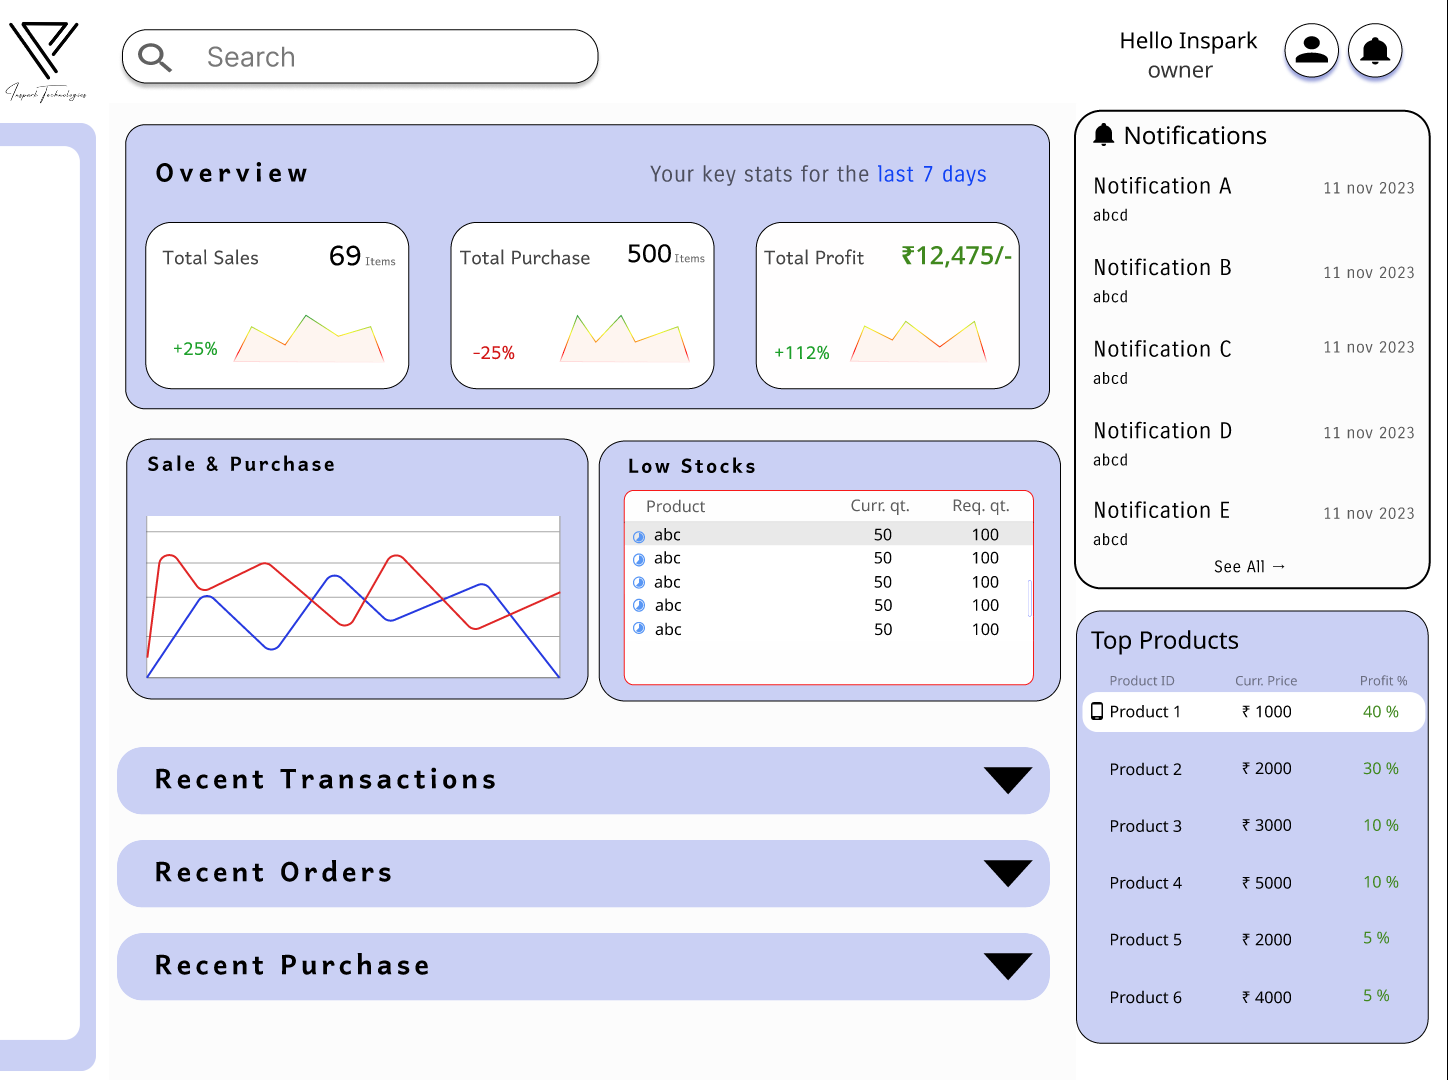 Inspark Technologies
Search
Hello Inspark
owner
Overview
Your key stats for the last 7 days
Total Sales
69 Items
+25%
Total Purchase
500 Items
-25%
Total Profit
₹12,475/-
+112%
Sale & Purchase
Low Stocks
Product Curr. qt. Req. qt.
abc 50 100
abc 50 100
abc 50 100
abc 50 100
abc 50 100
Recent Transactions
Recent Orders
Recent Purchase
Notifications
Notification A 11 nov 2023
abcd
Notification B 11 nov 2023
abcd
Notification C 11 nov 2023
abcd
Notification D 11 nov 2023
abcd
Notification E 11 nov 2023
abcd
See All →
Top Products
Product ID Curr. Price Profit %
Product 1 ₹ 1000 40 %
Product 2 ₹ 2000 30 %
Product 3 ₹ 3000 10 %
Product 4 ₹ 5000 10 %
Product 5 ₹ 2000 5 %
Product 6 ₹ 4000 5 %